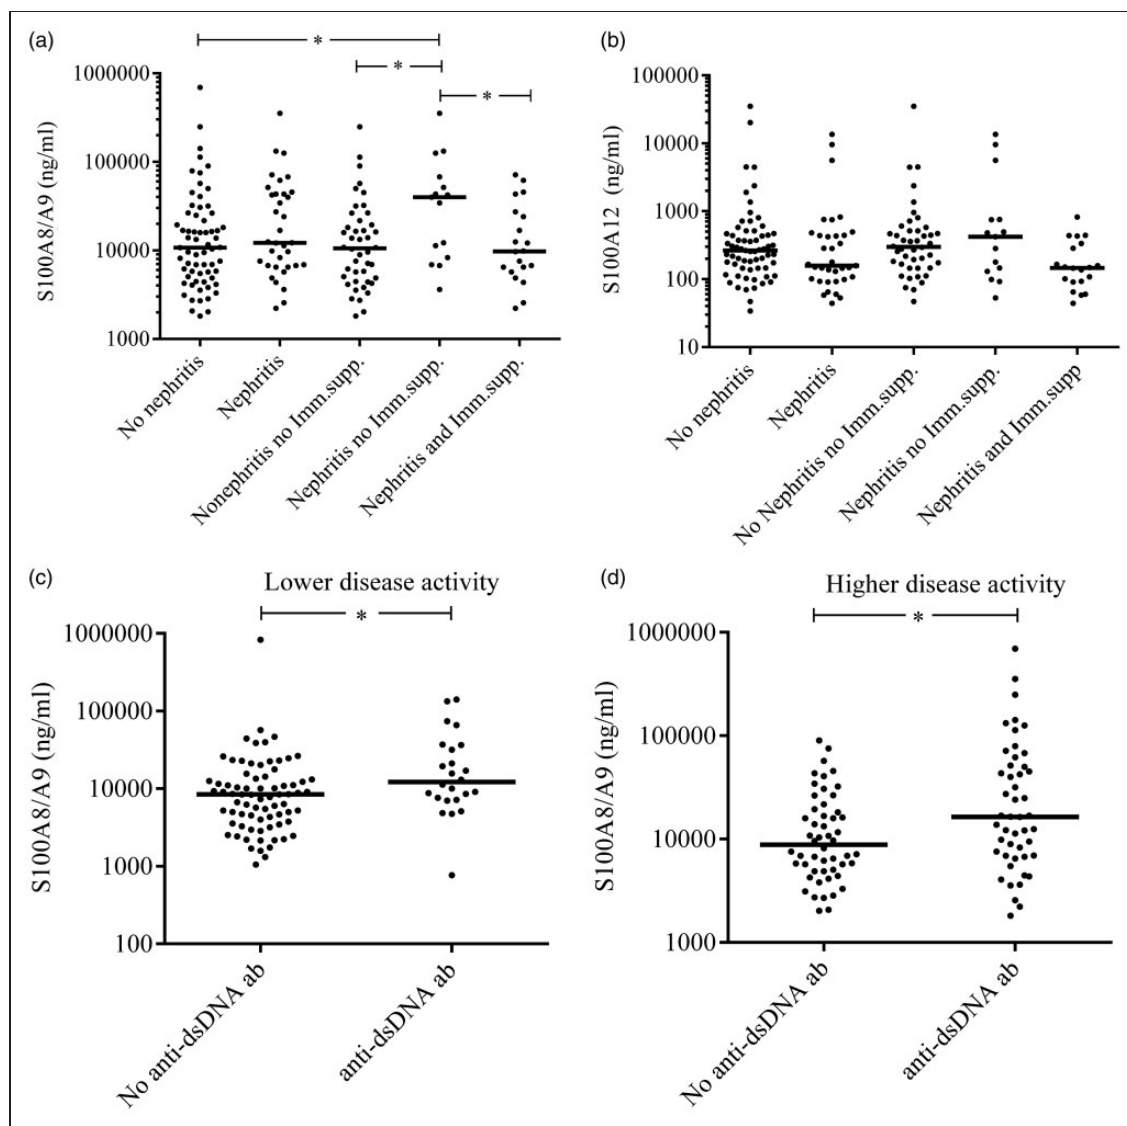 (a)
*
*
*
S100A8/A9 (ng/ml)
1000000
100000
10000
1000
No nephritis
Nephritis
Nonephritis no Imm.supp.
Nephritis no Imm.supp.
Nephritis and Imm.supp.
(b)
S100A12 (ng/ml)
100000
10000
1000
100
10
No nephritis
Nephritis
No Nephritis no Imm.supp.
Nephritis no Imm.supp.
Nephritis and Imm.supp
(c)
Lower disease activity
*
S100A8/A9 (ng/ml)
1000000
100000
10000
1000
100
No anti-dsDNA ab
anti-dsDNA ab
(d)
Higher disease activity
*
S100A8/A9 (ng/ml)
1000000
100000
10000
1000
No anti-dsDNA ab
anti-dsDNA ab